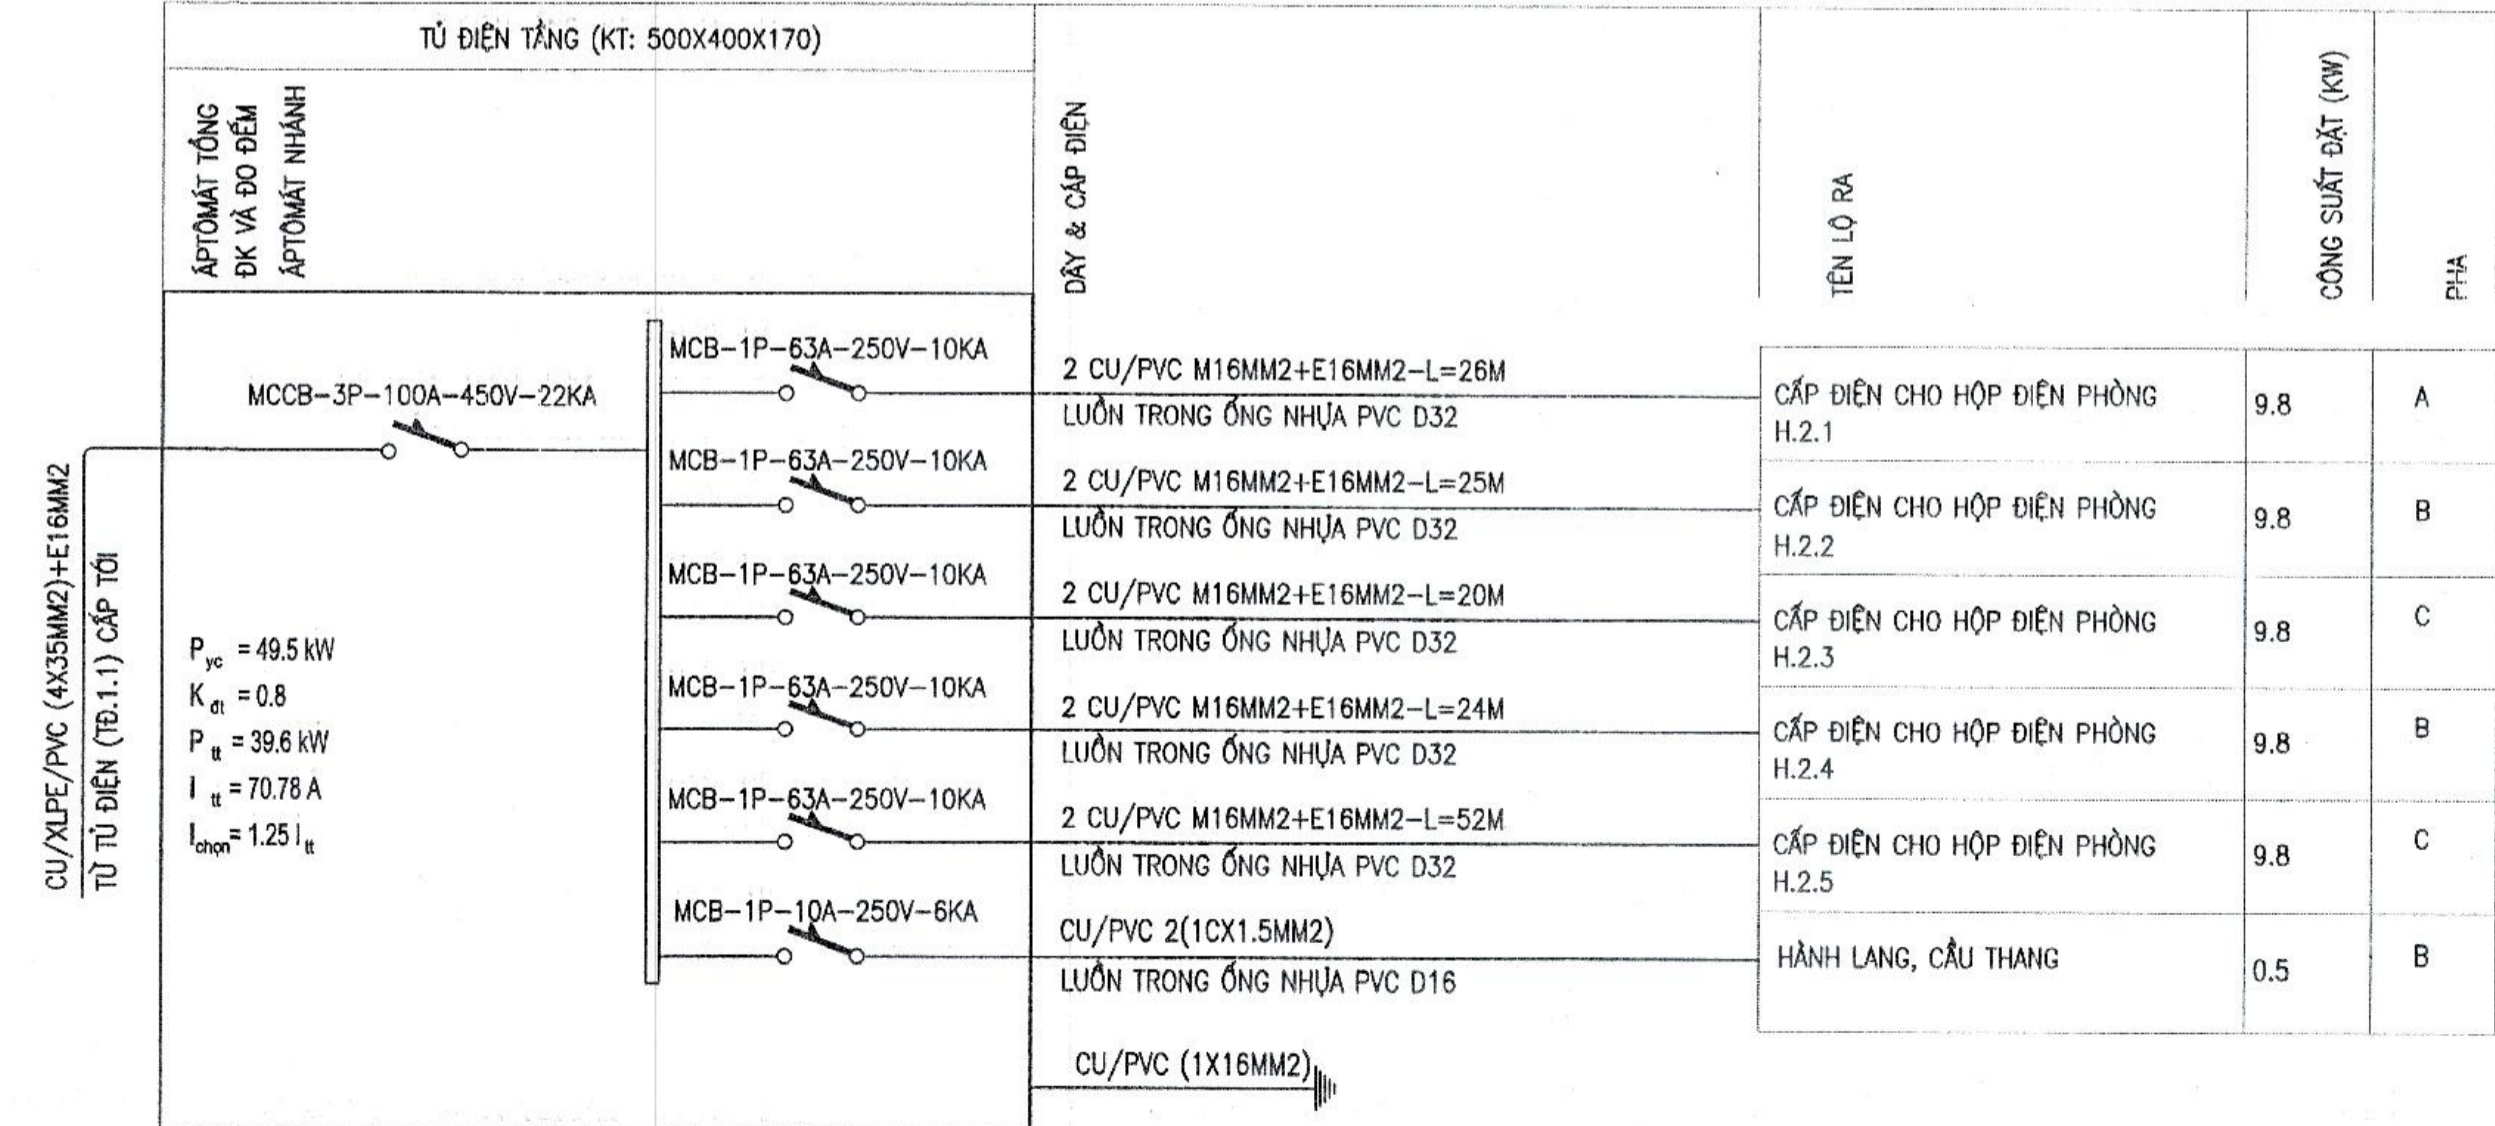 TỦ ĐIỆN TẦNG (KT: 500X400X170)
ÁPTÔMÁT TỔNG
ĐK VÀ ĐO ĐẾM
ÁPTÔMÁT NHÁNH
DÂY & CÁP ĐIỆN
TÊN LỘ RA
CÔNG SUẤT ĐẶT (KW)
PHA
CU/XLPE/PVC (4X35MM2)+E16MM2
TỪ TỦ ĐIỆN (TĐ.1.1) CẤP TỚI
MCCB-3P-100A-450V-22KA
P yc = 49.5 kW
K đt = 0.8
P tt = 39.6 kW
I tt = 70.78 A
I chọn = 1.25 I tt
MCB-1P-63A-250V-10KA
2 CU/PVC M16MM2+E16MM2-L=26M
LUỒN TRONG ỐNG NHỰA PVC D32
CẤP ĐIỆN CHO HỘP ĐIỆN PHÒNG
H.2.1
9.8
A
MCB-1P-63A-250V-10KA
2 CU/PVC M16MM2+E16MM2-L=25M
LUỒN TRONG ỐNG NHỰA PVC D32
CẤP ĐIỆN CHO HỘP ĐIỆN PHÒNG
H.2.2
9.8
B
MCB-1P-63A-250V-10KA
2 CU/PVC M16MM2+E16MM2-L=20M
LUỒN TRONG ỐNG NHỰA PVC D32
CẤP ĐIỆN CHO HỘP ĐIỆN PHÒNG
H.2.3
9.8
C
MCB-1P-63A-250V-10KA
2 CU/PVC M16MM2+E16MM2-L=24M
LUỒN TRONG ỐNG NHỰA PVC D32
CẤP ĐIỆN CHO HỘP ĐIỆN PHÒNG
H.2.4
9.8
B
MCB-1P-63A-250V-10KA
2 CU/PVC M16MM2+E16MM2-L=52M
LUỒN TRONG ỐNG NHỰA PVC D32
CẤP ĐIỆN CHO HỘP ĐIỆN PHÒNG
H.2.5
9.8
C
MCB-1P-10A-250V-6KA
CU/PVC 2(1CX1.5MM2)
LUỒN TRONG ỐNG NHỰA PVC D16
HÀNH LANG, CẦU THANG
0.5
B
CU/PVC (1X16MM2)